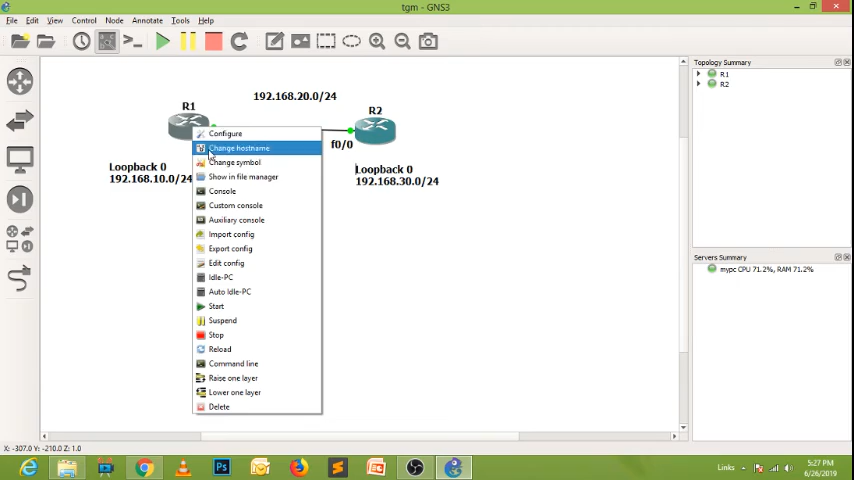 tgm - GNS3
File Edit View Control Node Annotate Tools Help
Topology Summary
R1
R2
192.168.20.0/24
R1
R2
f0/0
Loopback 0
192.168.10.0/24
Loopback 0
192.168.30.0/24
Configure
Change hostname
Change symbol
Show in file manager
Console
Custom console
Auxiliary console
Import config
Export config
Edit config
Idle-PC
Auto Idle-PC
Start
Suspend
Stop
Reload
Command line
Raise one layer
Lower one layer
Delete
Servers Summary
mypc CPU 71.2%, RAM 71.2%
X: -307.0 Y: -210.0 Z: 1.0
Ps
Links
5:27 PM
6/26/2019